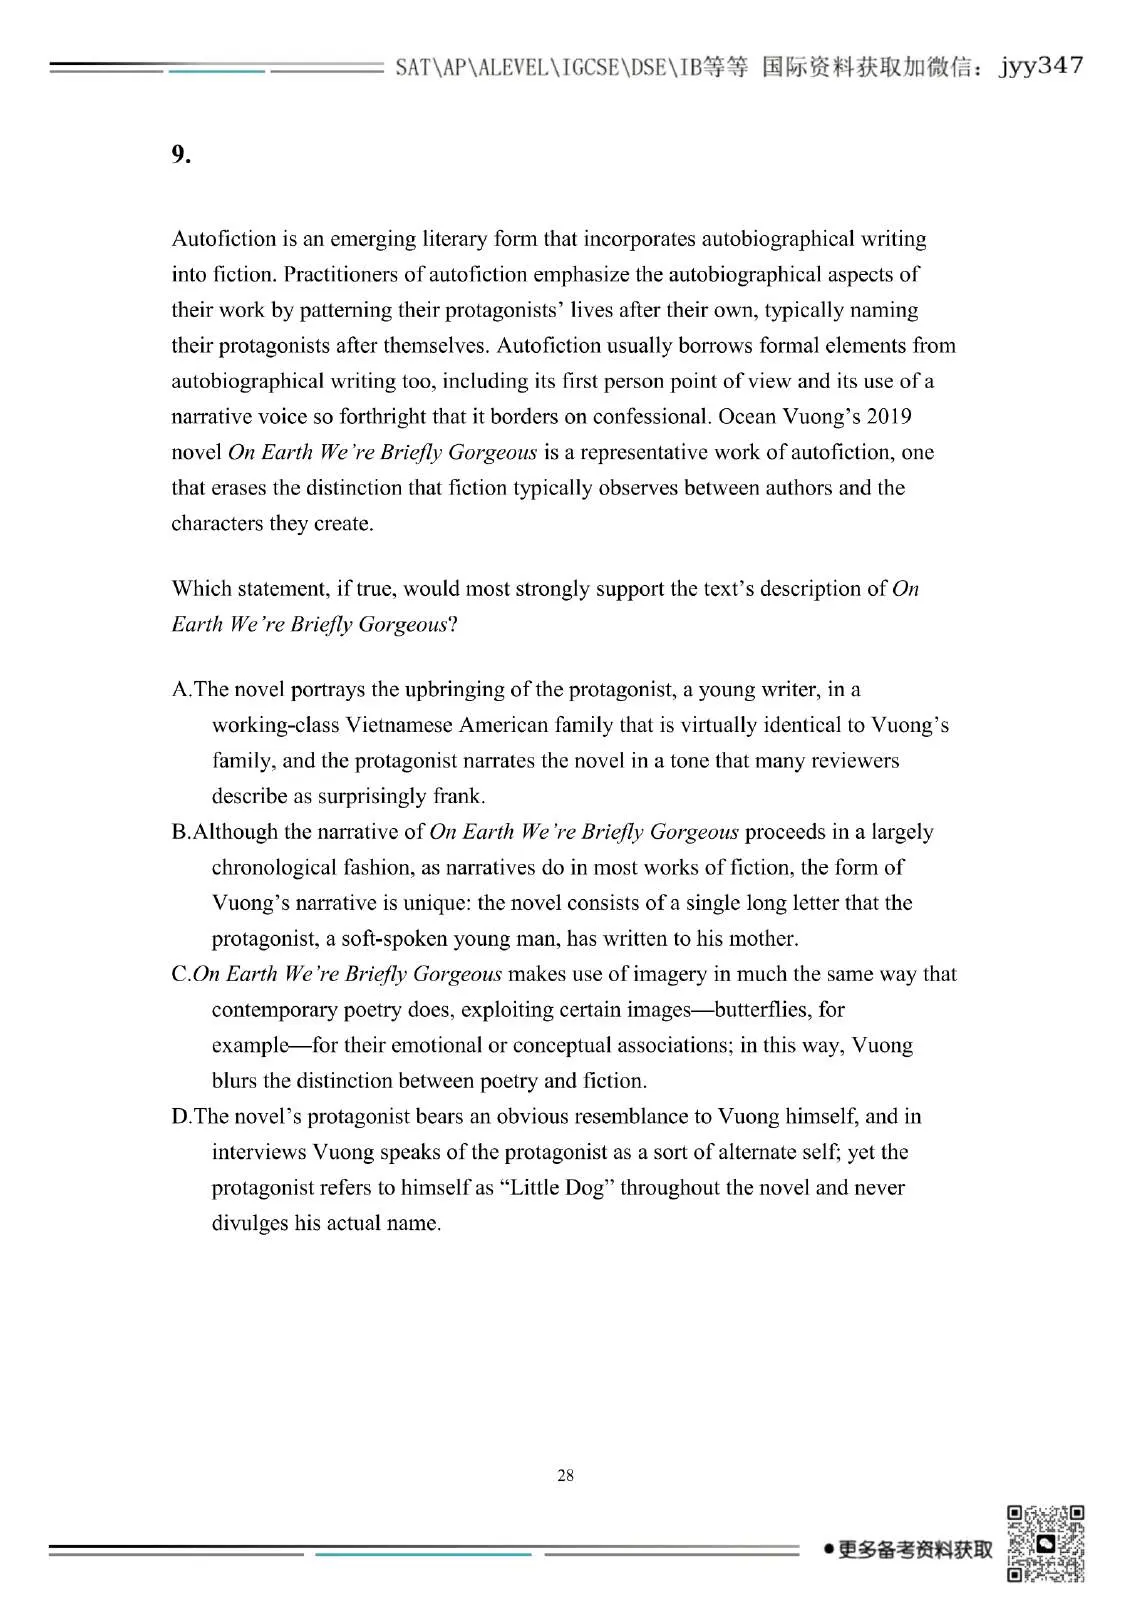 SAT\AP\ALEVEL\IGCSE\DSE\IB等等 国际资料获取加微信：jyy347
9.
Autofiction is an emerging literary form that incorporates autobiographical writing
into fiction. Practitioners of autofiction emphasize the autobiographical aspects of
their work by patterning their protagonists’ lives after their own, typically naming
their protagonists after themselves. Autofiction usually borrows formal elements from
autobiographical writing too, including its first person point of view and its use of a
narrative voice so forthright that it borders on confessional. Ocean Vuong’s 2019
novel On Earth We’re Briefly Gorgeous is a representative work of autofiction, one
that erases the distinction that fiction typically observes between authors and the
characters they create.
Which statement, if true, would most strongly support the text’s description of On
Earth We’re Briefly Gorgeous?
A.The novel portrays the upbringing of the protagonist, a young writer, in a
working-class Vietnamese American family that is virtually identical to Vuong’s
family, and the protagonist narrates the novel in a tone that many reviewers
describe as surprisingly frank.
B.Although the narrative of On Earth We’re Briefly Gorgeous proceeds in a largely
chronological fashion, as narratives do in most works of fiction, the form of
Vuong’s narrative is unique: the novel consists of a single long letter that the
protagonist, a soft-spoken young man, has written to his mother.
C.On Earth We’re Briefly Gorgeous makes use of imagery in much the same way that
contemporary poetry does, exploiting certain images—butterflies, for
example—for their emotional or conceptual associations; in this way, Vuong
blurs the distinction between poetry and fiction.
D.The novel’s protagonist bears an obvious resemblance to Vuong himself, and in
interviews Vuong speaks of the protagonist as a sort of alternate self; yet the
protagonist refers to himself as “Little Dog” throughout the novel and never
divulges his actual name.
28
●更多备考资料获取